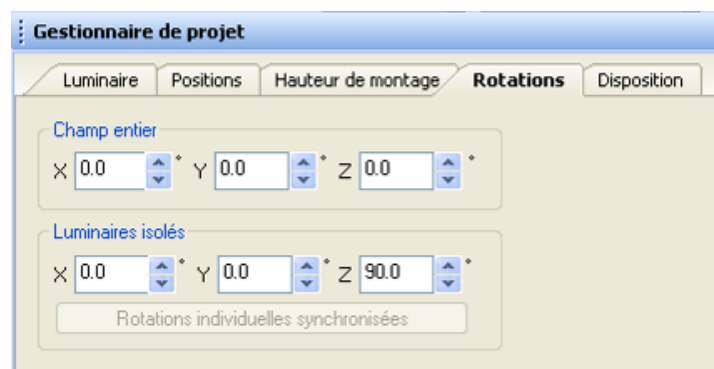 Gestionnaire de projet
Luminaire Positions Hauteur de montage Rotations Disposition
Champ entier
X 0.0 ° Y 0.0 ° Z 0.0 °
Luminaires isolés
X 0.0 ° Y 0.0 ° Z 90.0 °
Rotations individuelles synchronisées